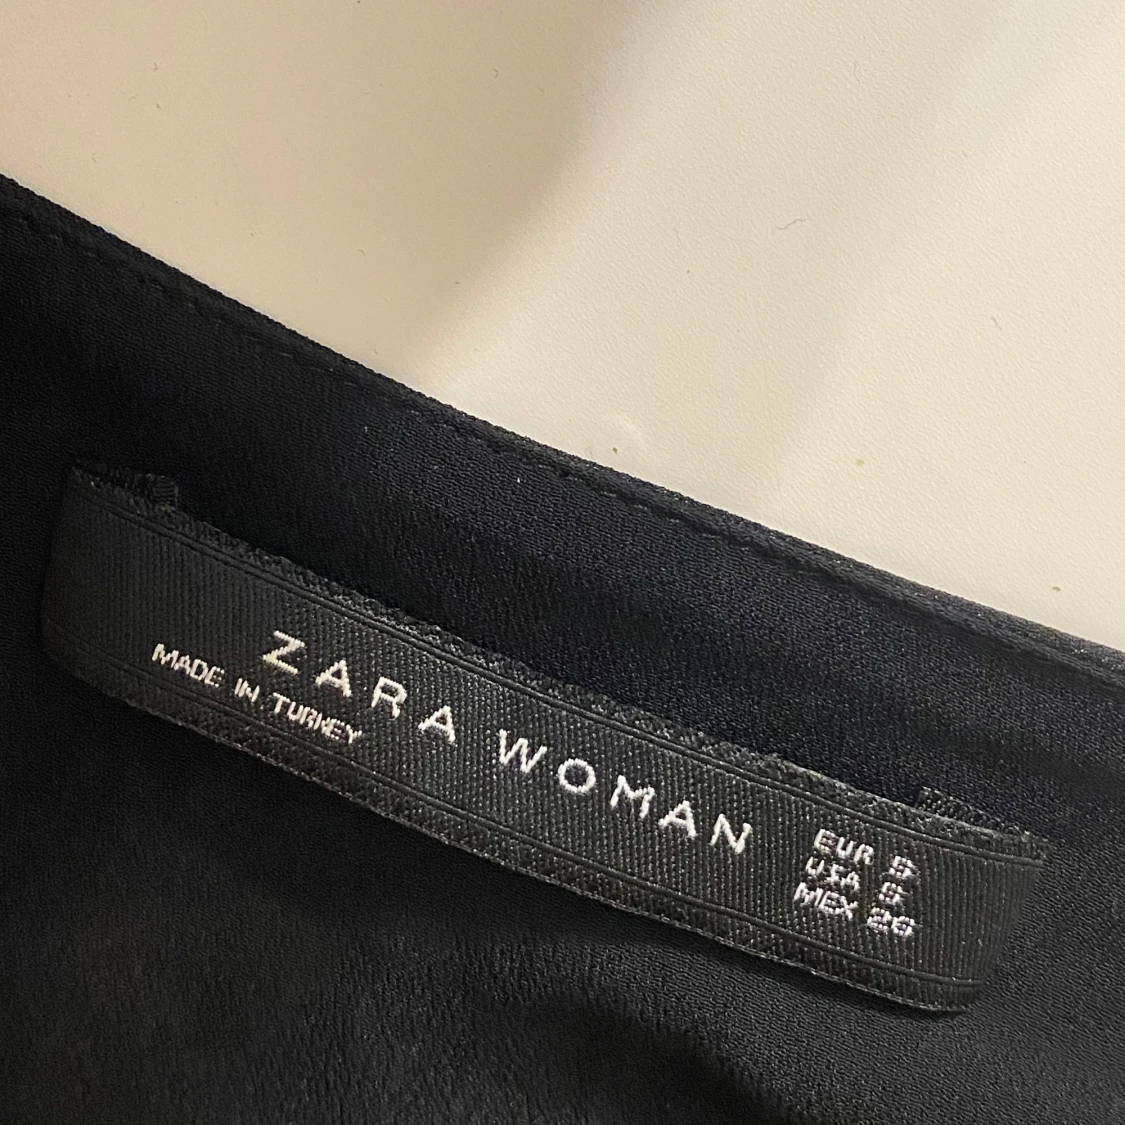 ZARA WOMAN
MADE IN TURKEY
EUR S
USA S
MEX 26